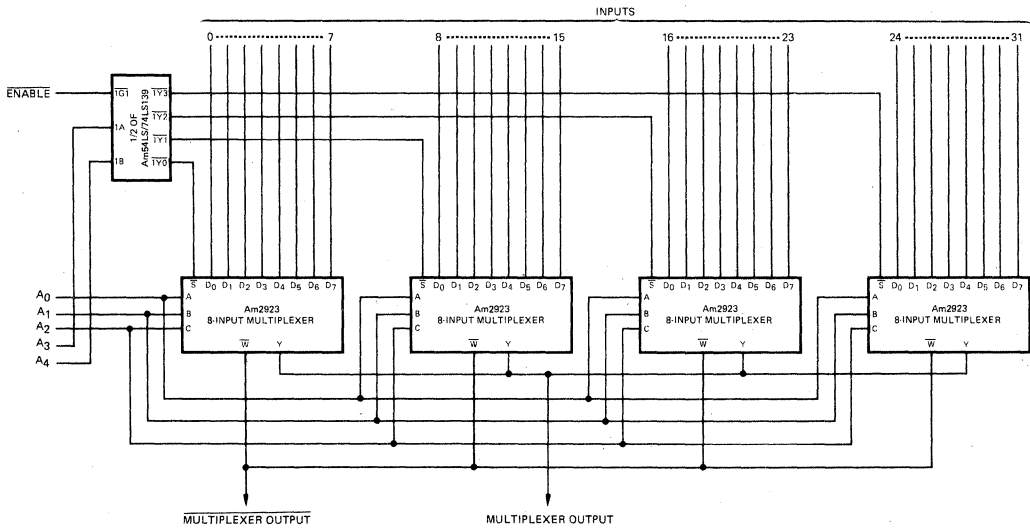 INPUTS
0 7 8 15 16 23 24 31
ENABLE
1G1 1Y3
1A 1Y2
1Y1
1B 1Y0
1/2 OF
Am54LS/74LS139
S D0 D1 D2 D3 D4 D5 D6 D7
A
B
C
Am2923
8-INPUT MULTIPLEXER
W Y
S D0 D1 D2 D3 D4 D5 D6 D7
A
B
C
Am2923
8-INPUT MULTIPLEXER
W Y
S D0 D1 D2 D3 D4 D5 D6 D7
A
B
C
Am2923
8-INPUT MULTIPLEXER
W Y
S D0 D1 D2 D3 D4 D5 D6 D7
A
B
C
Am2923
8-INPUT MULTIPLEXER
W Y
A0
A1
A2
A3
A4
MULTIPLEXER OUTPUT
MULTIPLEXER OUTPUT